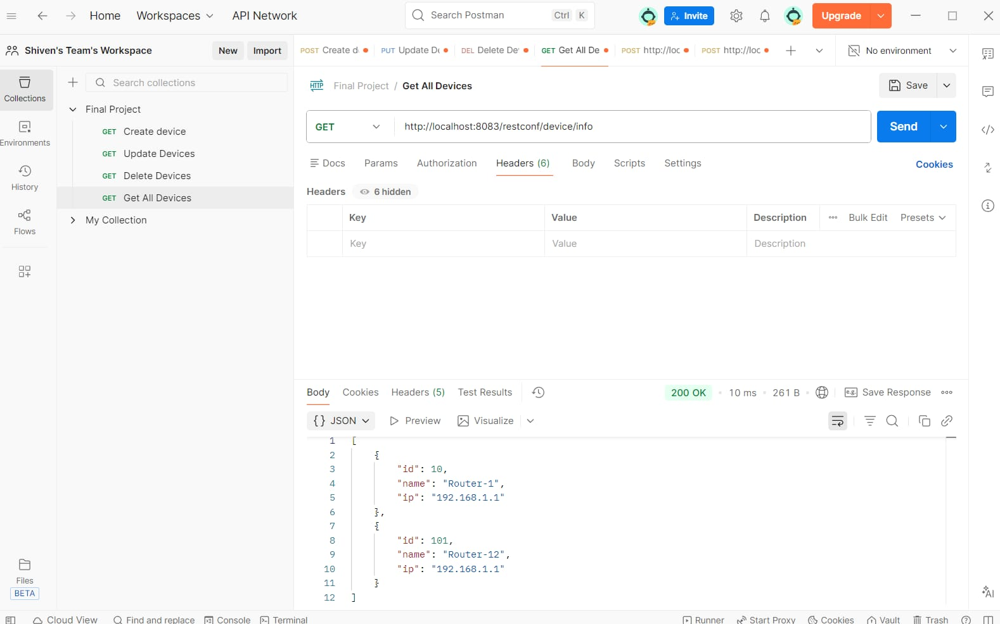 Home Workspaces API Network Search Postman Ctrl K Invite Upgrade
Shiven's Team's Workspace New Import POST Create d PUT Update De DEL Delete De GET Get All De POST http://loc POST http://loc No environment
Collections
Environments
History
Flows
Files
BETA
Search collections
Final Project
GET Create device
GET Update Devices
GET Delete Devices
GET Get All Devices
My Collection
HTTP Final Project / Get All Devices Save
GET http://localhost:8083/restconf/device/info Send
Docs Params Authorization Headers (6) Body Scripts Settings Cookies
Headers 6 hidden
Key Value Description Bulk Edit Presets
Key Value Description
Body Cookies Headers (5) Test Results 200 OK 10 ms 261 B e.g. Save Response
{} JSON Preview Visualize
1 [
2 {
3 "id": 10,
4 "name": "Router-1",
5 "ip": "192.168.1.1"
6 },
7 {
8 "id": 101,
9 "name": "Router-12",
10 "ip": "192.168.1.1"
11 }
12 ]
AI
Cloud View Find and replace Console Terminal Runner Start Proxy Cookies Vault Trash